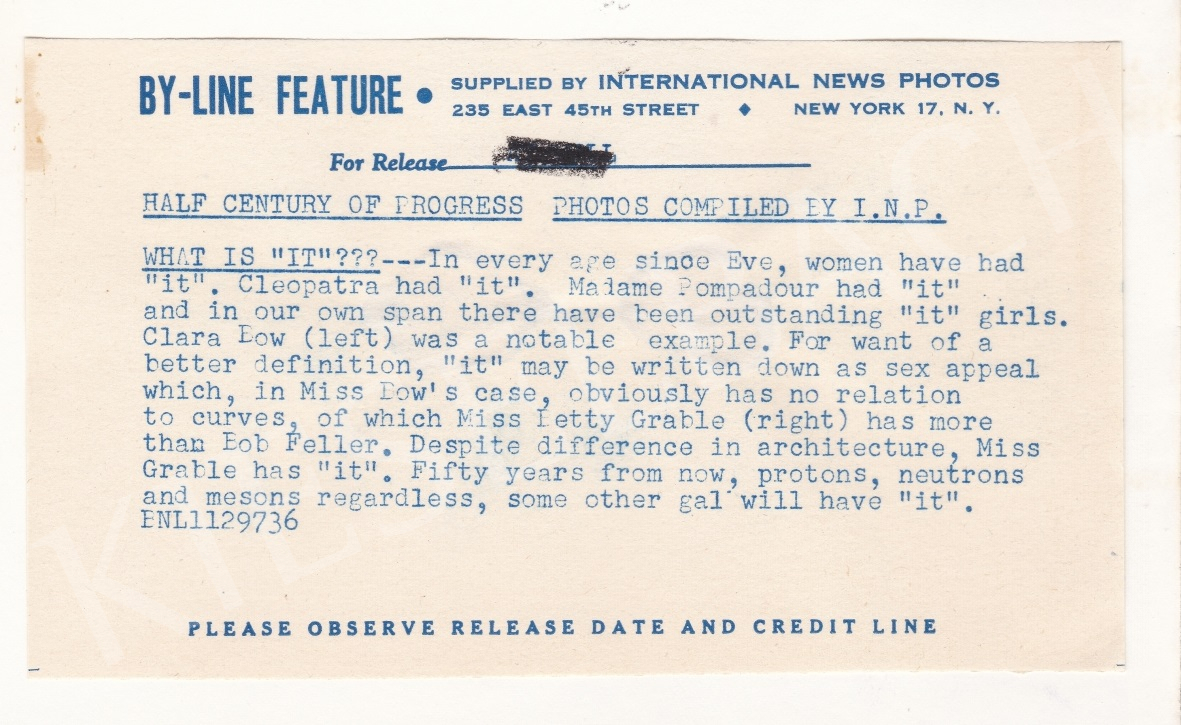 BY-LINE FEATURE • SUPPLIED BY INTERNATIONAL NEWS PHOTOS
235 EAST 45TH STREET ♦ NEW YORK 17, N. Y.
For Release
HALF CENTURY OF PROGRESS PHOTOS COMPILED BY I.N.P.
WHAT IS "IT"???---In every age since Eve, women have had
"it". Cleopatra had "it". Madame Pompadour had "it"
and in our own span there have been outstanding "it" girls.
Clara Bow (left) was a notable example. For want of a
better definition, "it" may be written down as sex appeal
which, in Miss Bow's case, obviously has no relation
to curves, of which Miss Betty Grable (right) has more
than Bob Feller. Despite difference in architecture, Miss
Grable has "it". Fifty years from now, protons, neutrons
and mesons regardless, some other gal will have "it".
BNL1129736
PLEASE OBSERVE RELEASE DATE AND CREDIT LINE